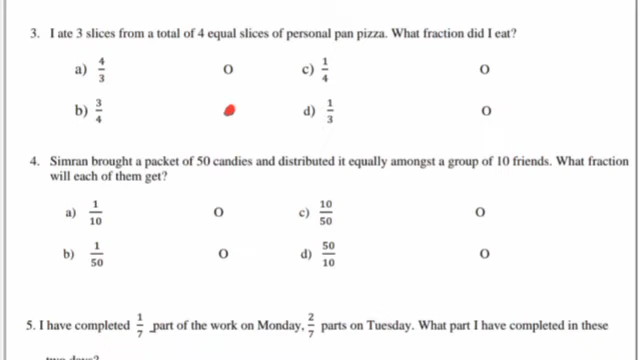 3. I ate 3 slices from a total of 4 equal slices of personal pan pizza. What fraction did I eat?
a) 4/3 O c) 1/4 O
b) 3/4 d) 1/3 O
4. Simran brought a packet of 50 candies and distributed it equally amongst a group of 10 friends. What fraction
will each of them get?
a) 1/10 O c) 10/50 O
b) 1/50 O d) 50/10 O
5. I have completed 1/7 part of the work on Monday, 2/7 parts on Tuesday. What part I have completed in these
two days?